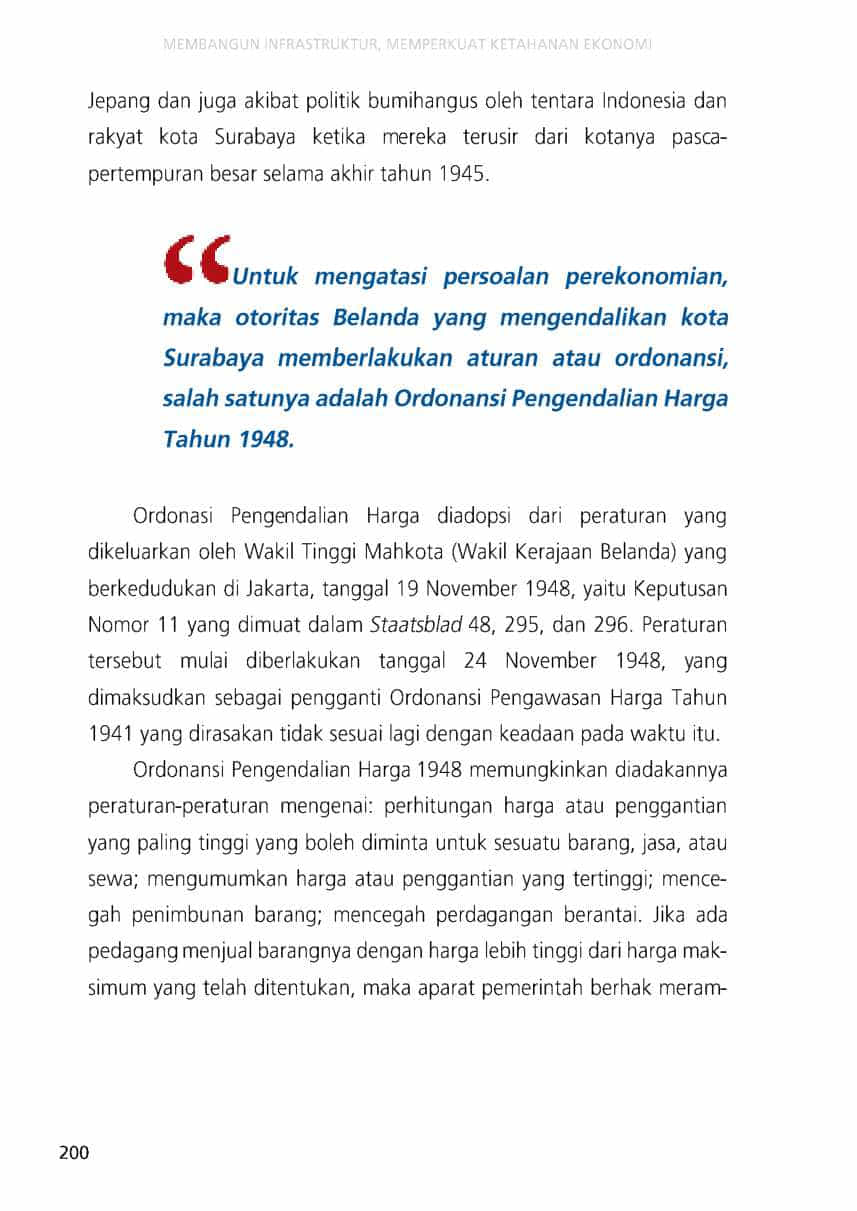 MEMBANGUN INFRASTRUKTUR, MEMPERKUAT KETAHANAN EKONOMI
Jepang dan juga akibat politik bumihangus oleh tentara Indonesia dan
rakyat kota Surabaya ketika mereka terusir dari kotanya pasca-
pertempuran besar selama akhir tahun 1945.
“Untuk mengatasi persoalan perekonomian,
maka otoritas Belanda yang mengendalikan kota
Surabaya memberlakukan aturan atau ordonansi,
salah satunya adalah Ordonansi Pengendalian Harga
Tahun 1948.
Ordonasi Pengendalian Harga diadopsi dari peraturan yang
dikeluarkan oleh Wakil Tinggi Mahkota (Wakil Kerajaan Belanda) yang
berkedudukan di Jakarta, tanggal 19 November 1948, yaitu Keputusan
Nomor 11 yang dimuat dalam Staatsblad 48, 295, dan 296. Peraturan
tersebut mulai diberlakukan tanggal 24 November 1948, yang
dimaksudkan sebagai pengganti Ordonansi Pengawasan Harga Tahun
1941 yang dirasakan tidak sesuai lagi dengan keadaan pada waktu itu.
Ordonansi Pengendalian Harga 1948 memungkinkan diadakannya
peraturan-peraturan mengenai: perhitungan harga atau penggantian
yang paling tinggi yang boleh diminta untuk sesuatu barang, jasa, atau
sewa; mengumumkan harga atau penggantian yang tertinggi; mence-
gah penimbunan barang; mencegah perdagangan berantai. Jika ada
pedagang menjual barangnya dengan harga lebih tinggi dari harga mak-
simum yang telah ditentukan, maka aparat pemerintah berhak meram-
200